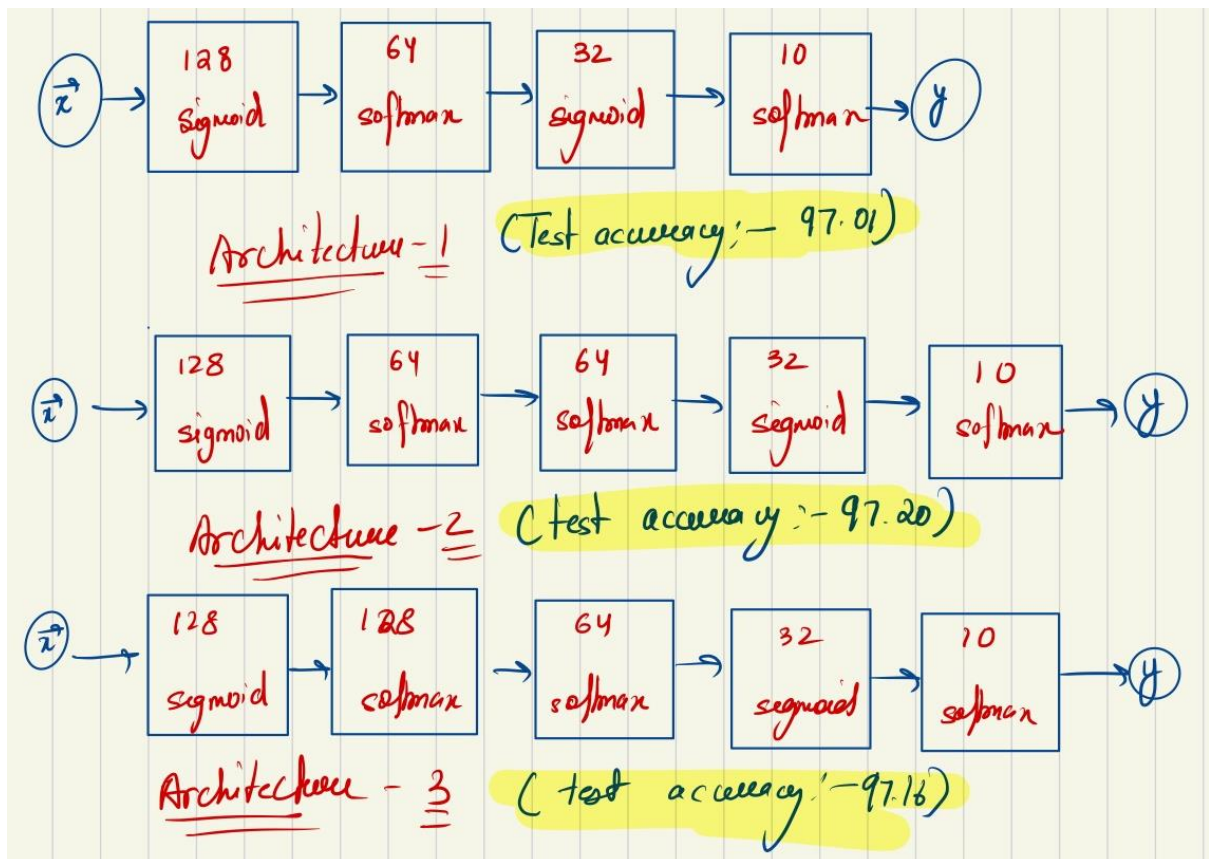 x → 128 sigmoid → 64 softmax → 32 sigmoid → 10 softmax → y
Architecture-1 (Test accuracy:- 97.01)
x → 128 sigmoid → 64 softmax → 64 softmax → 32 sigmoid → 10 softmax → y
Architecture-2 (test accuracy:- 97.20)
x → 128 sigmoid → 128 softmax → 64 softmax → 32 sigmoid → 10 softmax → y
Architecture - 3 (test accuracy:- 97.16)